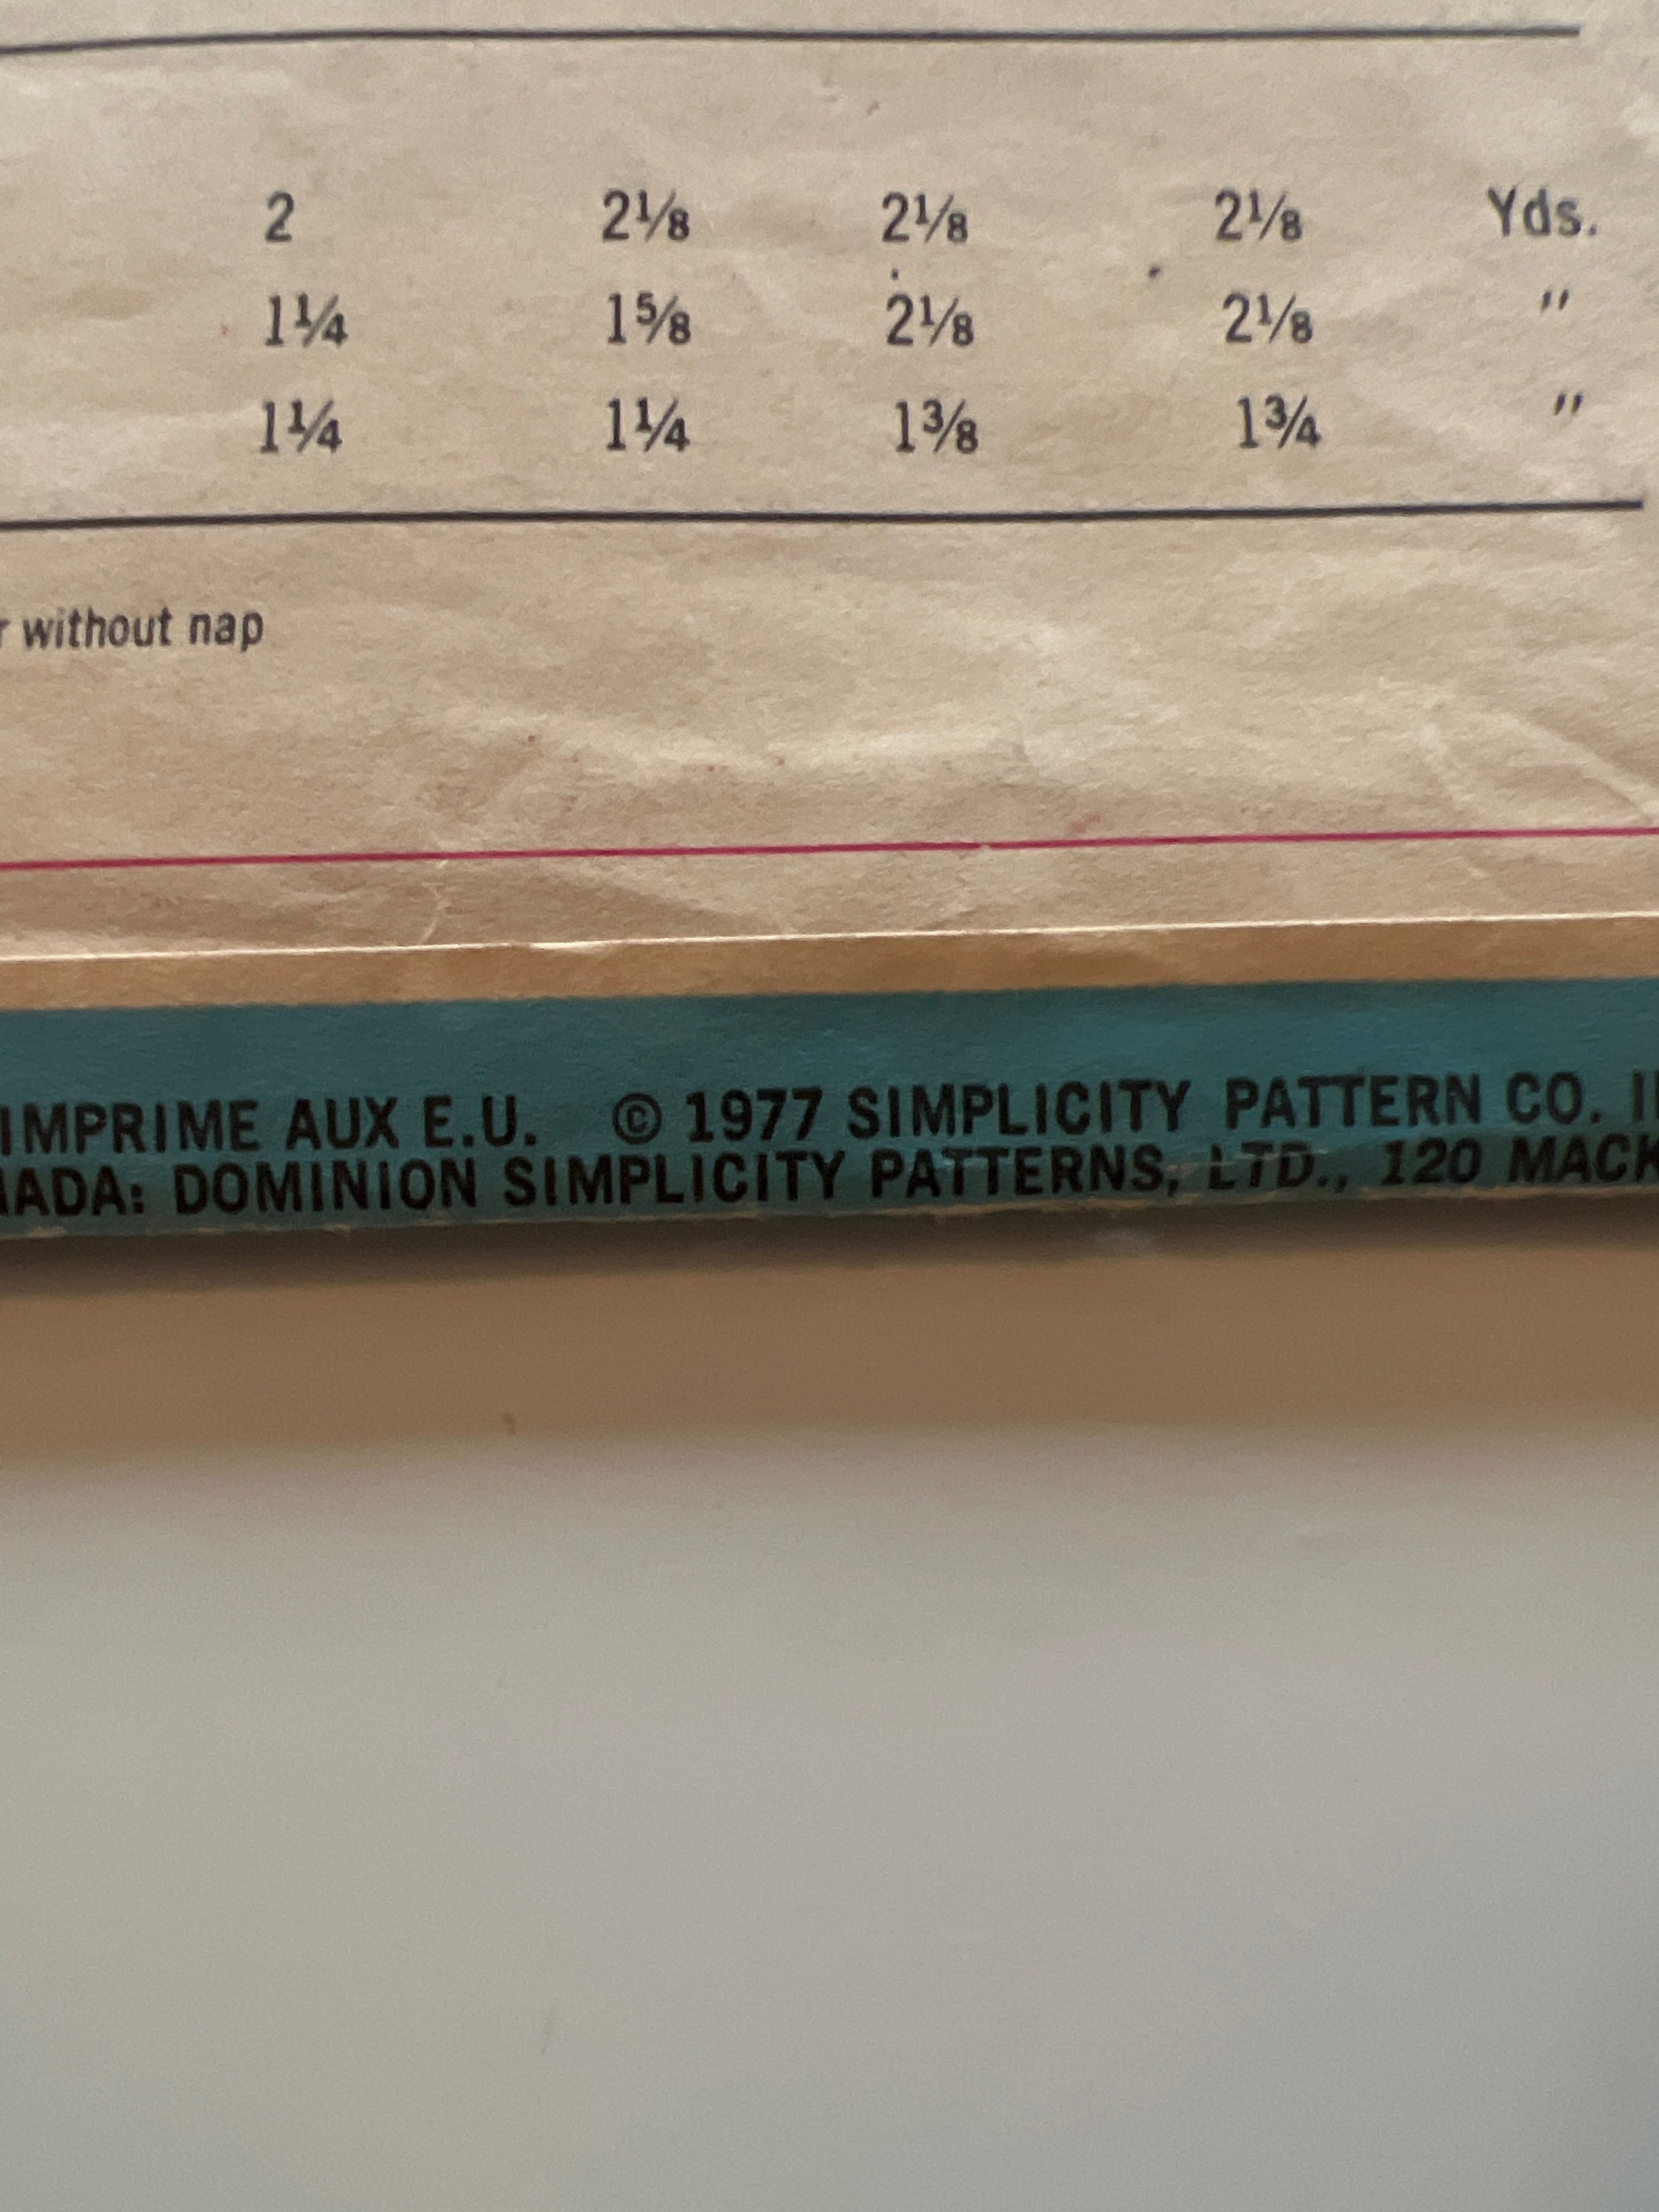 2 2⅛ 2⅛ 2⅛ Yds.
1¼ 1⅝ 2⅛ 2⅛ "
1¼ 1¼ 1⅜ 1¾ "
r without nap
IMPRIME AUX E.U. © 1977 SIMPLICITY PATTERN CO. I
ADA: DOMINION SIMPLICITY PATTERNS, LTD., 120 MACK